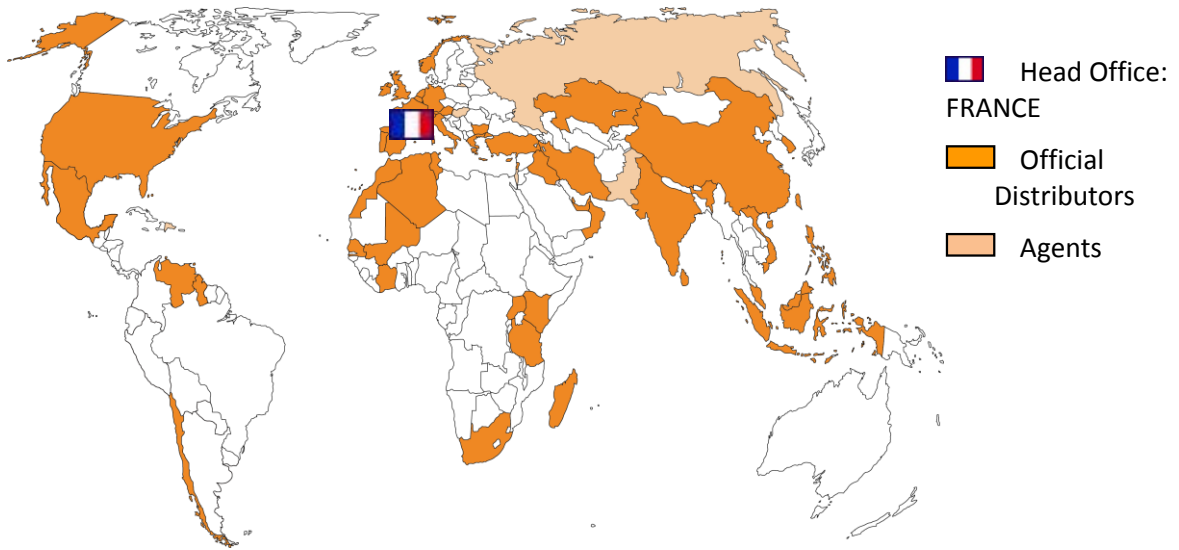 Head Office:
FRANCE
Official
Distributors
Agents